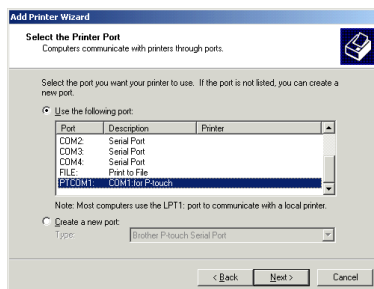 Add Printer Wizard
Select the Printer Port
Computers communicate with printers through ports.
Select the port you want your printer to use. If the port is not listed, you can create a
new port.
Use the following port:
Port Description Printer
COM2: Serial Port
COM3: Serial Port
COM4: Serial Port
FILE: Print to File
PTCOM1: COM1:for P-touch
Note: Most computers use the LPT1: port to communicate with a local printer.
Create a new port:
Type: Brother P-touch Serial Port
< Back Next > Cancel